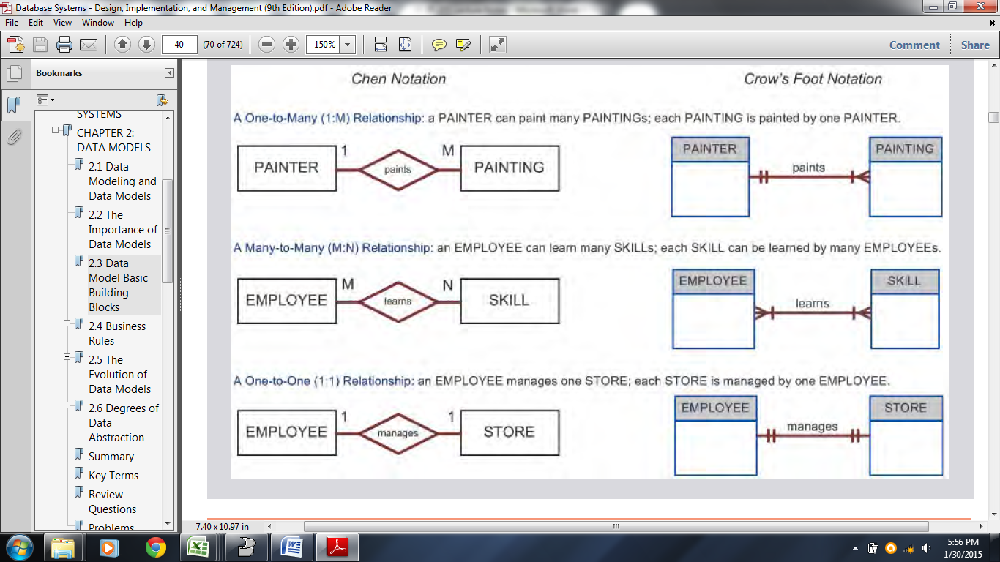 Database Systems - Design, Implementation, and Management (9th Edition).pdf - Adobe Reader
File Edit View Window Help
40 (70 of 724) 150% Comment Share
Bookmarks
SYSTEMS
CHAPTER 2:
DATA MODELS
2.1 Data
Modeling and
Data Models
2.2 The
Importance of
Data Models
2.3 Data
Model Basic
Building
Blocks
2.4 Business
Rules
2.5 The
Evolution of
Data Models
2.6 Degrees of
Data
Abstraction
Summary
Key Terms
Review
Questions
Problems
Chen Notation
Crow's Foot Notation
A One-to-Many (1:M) Relationship: a PAINTER can paint many PAINTINGs; each PAINTING is painted by one PAINTER.
PAINTER 1 paints M PAINTING
PAINTER paints PAINTING
A Many-to-Many (M:N) Relationship: an EMPLOYEE can learn many SKILLs; each SKILL can be learned by many EMPLOYEEs.
EMPLOYEE M learns N SKILL
EMPLOYEE learns SKILL
A One-to-One (1:1) Relationship: an EMPLOYEE manages one STORE; each STORE is managed by one EMPLOYEE.
EMPLOYEE 1 manages 1 STORE
EMPLOYEE manages STORE
7.40 x 10.97 in
5:56 PM
1/30/2015